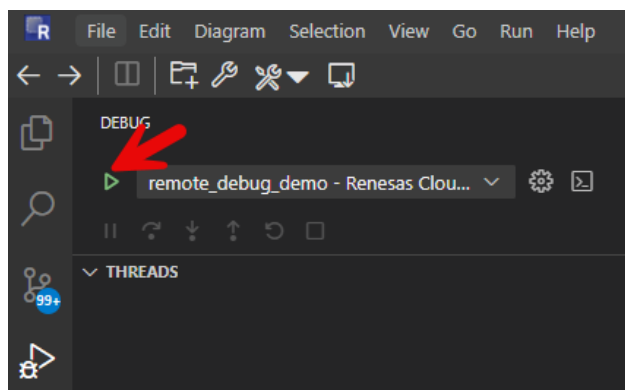 R File Edit Diagram Selection View Go Run Help
DEBUG
remote_debug_demo - Renesas Clou...
THREADS
99+